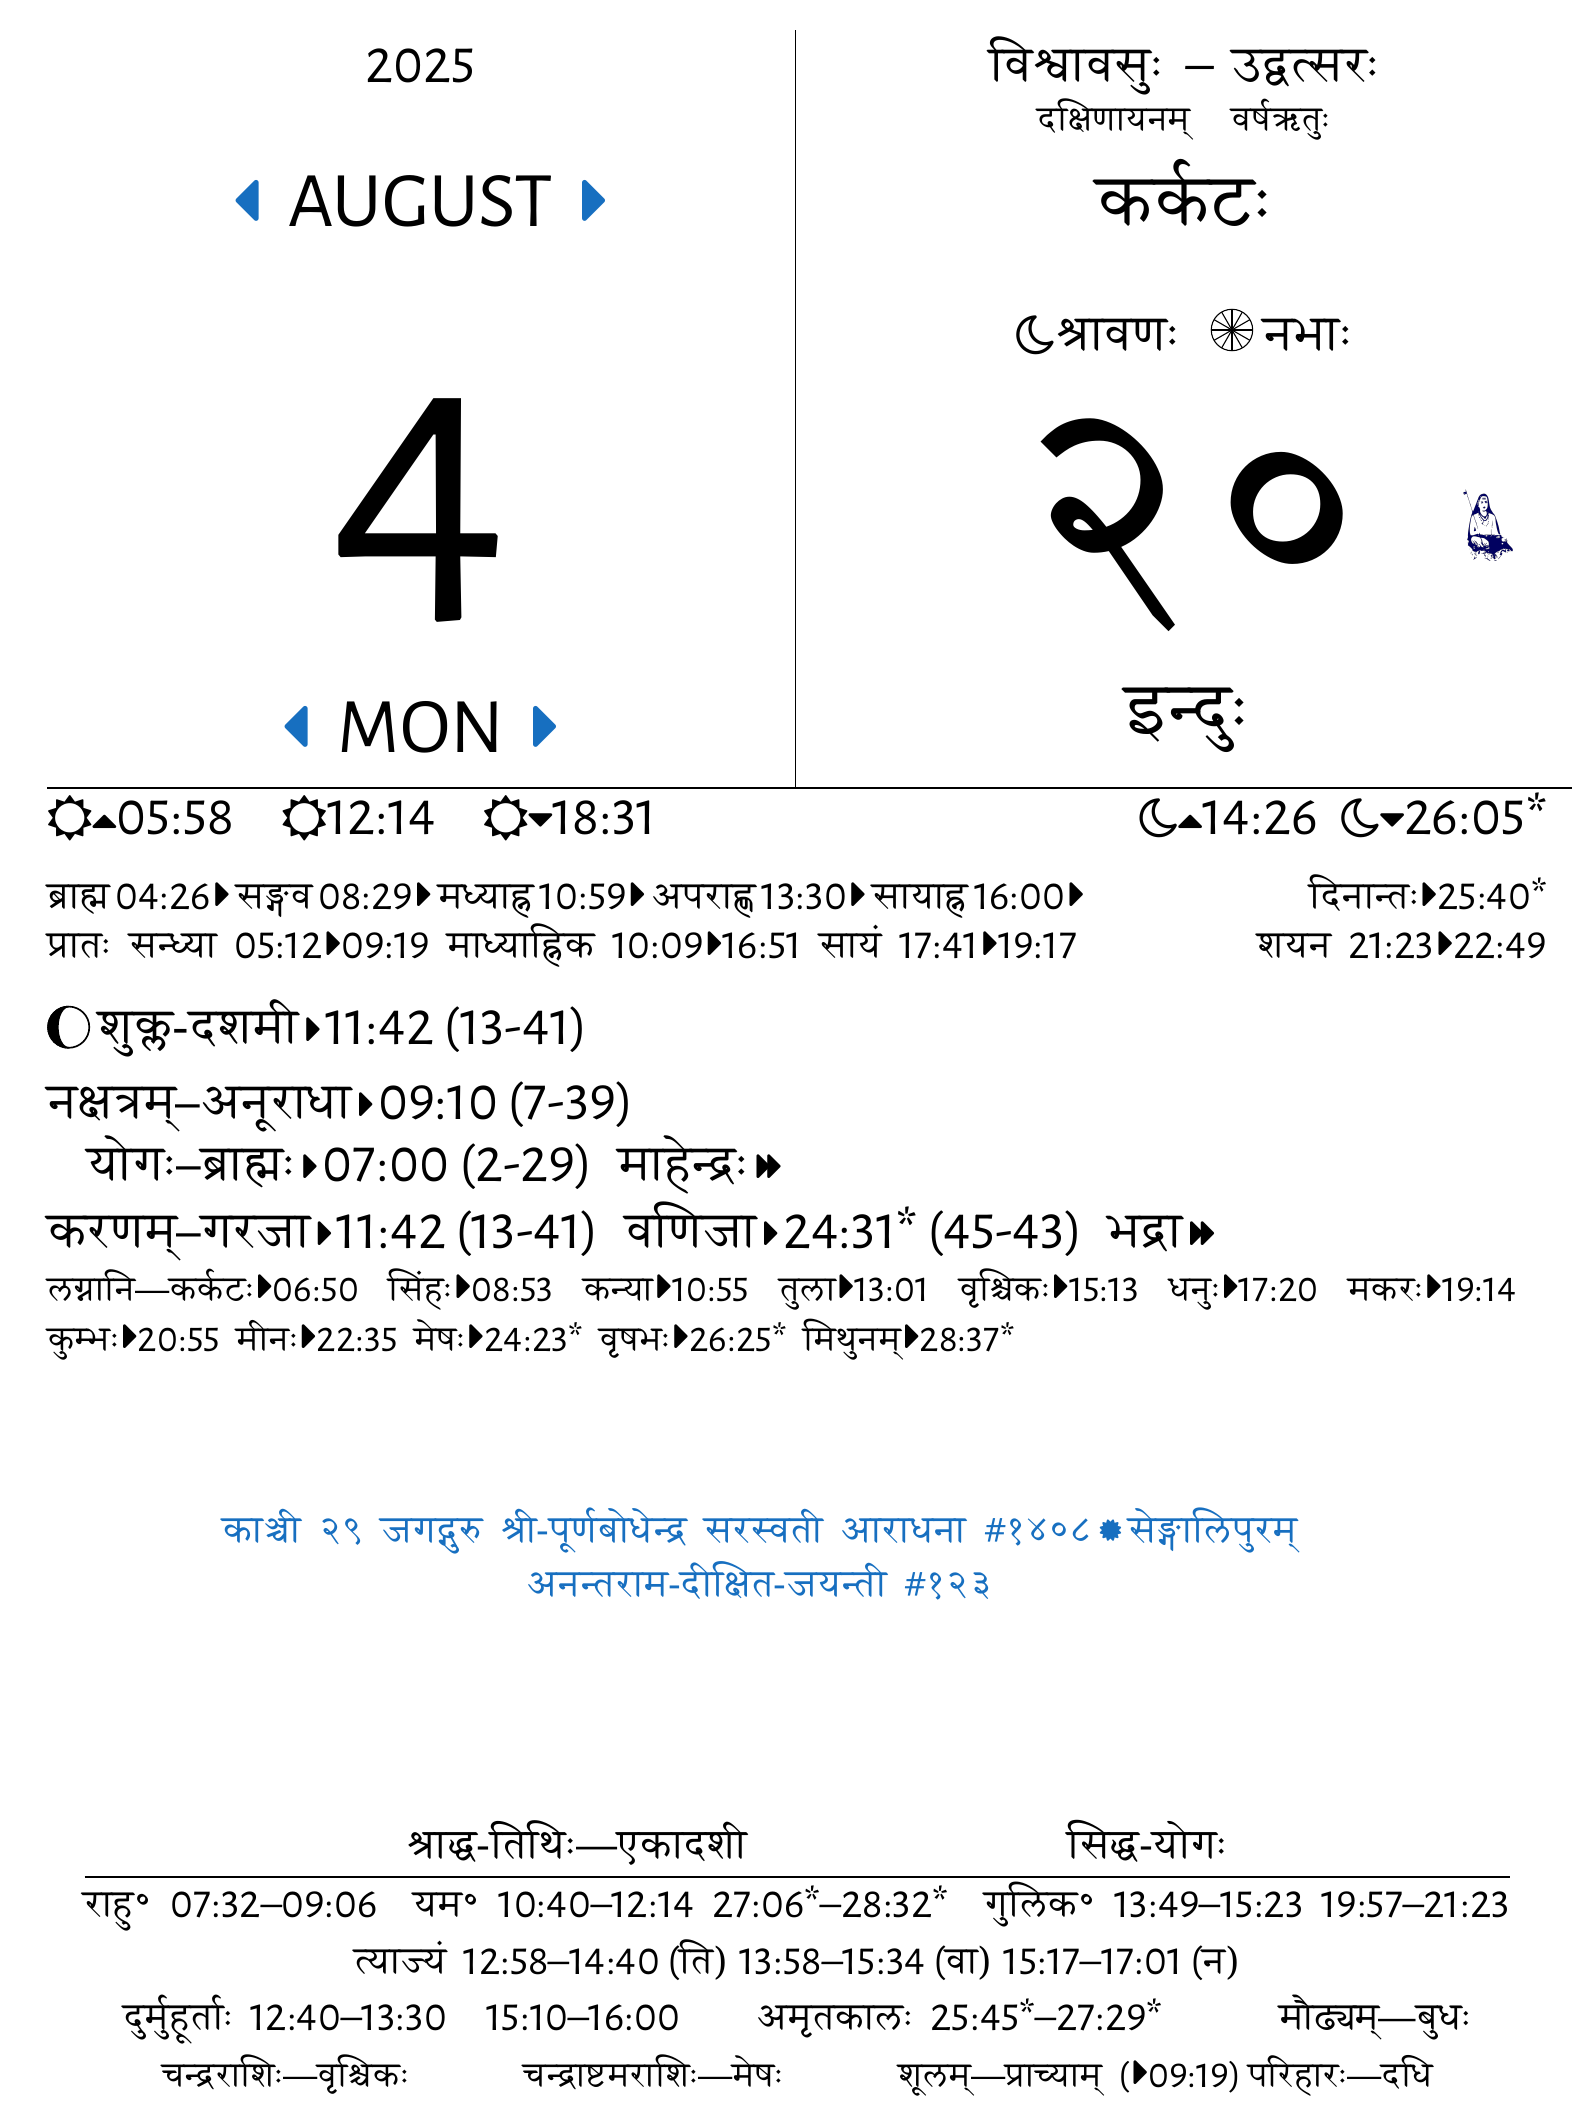 2025
AUGUST
4
MON
विश्वावसुः – उद्वत्सरः
दक्षिणायनम् वर्षऋतुः
कर्कटः
श्रावणः नभाः
२०
इन्दुः
05:58 12:14 18:31 14:26 26:05*
ब्राह्म 04:26 सङ्गव 08:29 मध्याह्न 10:59 अपराह्ण 13:30 सायाह्न 16:00 दिनान्तः 25:40*
प्रातः सन्ध्या 05:12 09:19 माध्याह्निक 10:09 16:51 सायं 17:41 19:17 शयन 21:23 22:49
शुक्ल-दशमी 11:42 (13-41)
नक्षत्रम्–अनूराधा 09:10 (7-39)
योगः–ब्राह्मः 07:00 (2-29) माहेन्द्रः
करणम्–गरजा 11:42 (13-41) वणिजा 24:31* (45-43) भद्रा
लग्नानि—कर्कटः 06:50 सिंहः 08:53 कन्या 10:55 तुला 13:01 वृश्चिकः 15:13 धनुः 17:20 मकरः 19:14
कुम्भः 20:55 मीनः 22:35 मेषः 24:23* वृषभः 26:25* मिथुनम् 28:37*
काञ्ची २९ जगद्गुरु श्री-पूर्णबोधेन्द्र सरस्वती आराधना #१४०८ सेङ्गालिपुरम्
अनन्तराम-दीक्षित-जयन्ती #१२३
श्राद्ध-तिथिः—एकादशी सिद्ध-योगः
राहु॰ 07:32–09:06 यम॰ 10:40–12:14 27:06*–28:32* गुलिक॰ 13:49–15:23 19:57–21:23
त्याज्यं 12:58–14:40 (ति) 13:58–15:34 (वा) 15:17–17:01 (न)
दुर्मुहूर्ताः 12:40–13:30 15:10–16:00 अमृतकालः 25:45*–27:29* मौढ्यम्—बुधः
चन्द्रराशिः—वृश्चिकः चन्द्राष्टमराशिः—मेषः शूलम्—प्राच्याम् (09:19) परिहारः—दधि